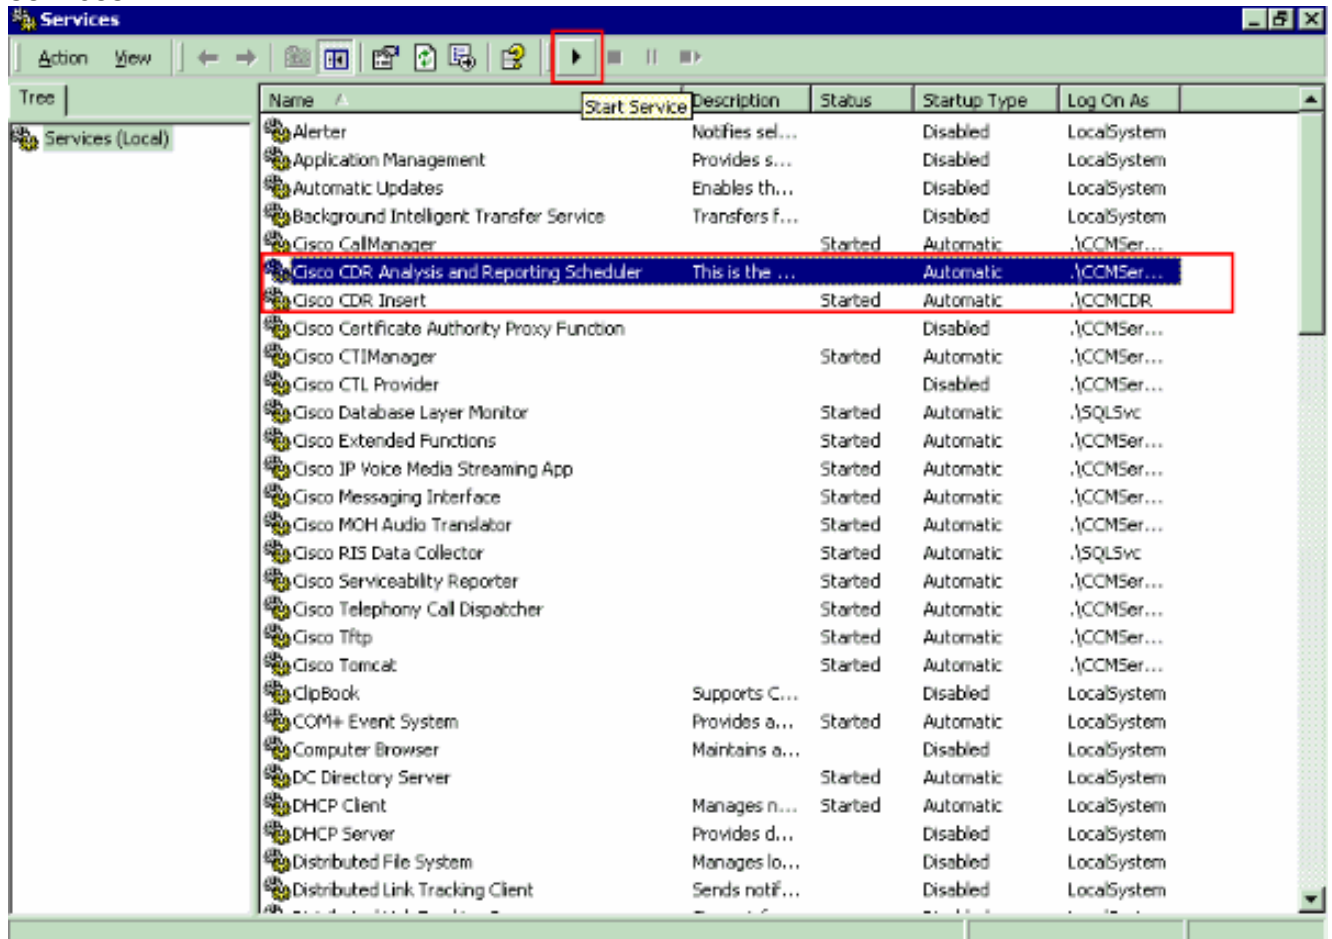 Services
Action View
Tree
Name Start Service Description Status Startup Type Log On As
Services (Local)
Alerter Notifies sel... Disabled LocalSystem
Application Management Provides s... Disabled LocalSystem
Automatic Updates Enables th... Disabled LocalSystem
Background Intelligent Transfer Service Transfers f... Disabled LocalSystem
Cisco CallManager Started Automatic .\CCMSer...
Cisco CDR Analysis and Reporting Scheduler This is the ... Automatic .\CCMSer...
Cisco CDR Insert Started Automatic .\CCMCDR
Cisco Certificate Authority Proxy Function Disabled .\CCMSer...
Cisco CTIManager Started Automatic .\CCMSer...
Cisco CTL Provider Disabled .\CCMSer...
Cisco Database Layer Monitor Started Automatic .\SQLSvc
Cisco Extended Functions Started Automatic .\CCMSer...
Cisco IP Voice Media Streaming App Started Automatic .\CCMSer...
Cisco Messaging Interface Started Automatic .\CCMSer...
Cisco MOH Audio Translator Started Automatic .\CCMSer...
Cisco RIS Data Collector Started Automatic .\SQLSvc
Cisco Serviceability Reporter Started Automatic .\CCMSer...
Cisco Telephony Call Dispatcher Started Automatic .\CCMSer...
Cisco Tftp Started Automatic .\CCMSer...
Cisco Tomcat Started Automatic .\CCMSer...
ClipBook Supports C... Disabled LocalSystem
COM+ Event System Provides a... Started Automatic LocalSystem
Computer Browser Maintains a... Disabled LocalSystem
DC Directory Server Started Automatic LocalSystem
DHCP Client Manages n... Started Automatic LocalSystem
DHCP Server Provides d... Disabled LocalSystem
Distributed File System Manages lo... Disabled LocalSystem
Distributed Link Tracking Client Sends notif... Disabled LocalSystem